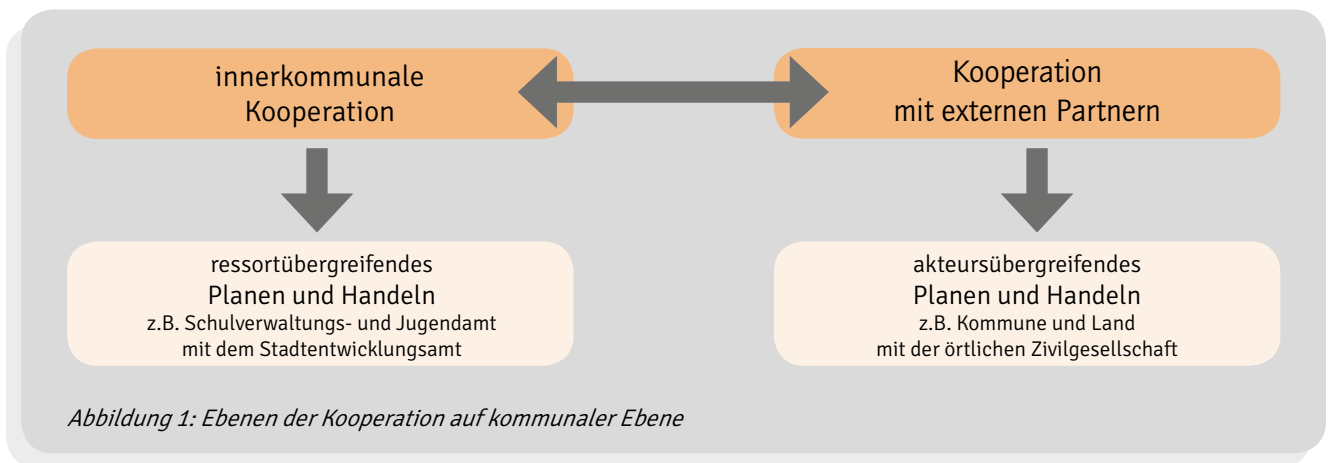 innerkommunale
Kooperation
Kooperation
mit externen Partnern
ressortübergreifendes
Planen und Handeln
z.B. Schulverwaltungs- und Jugendamt
mit dem Stadtentwicklungsamt
akteursübergreifendes
Planen und Handeln
z.B. Kommune und Land
mit der örtlichen Zivilgesellschaft
Abbildung 1: Ebenen der Kooperation auf kommunaler Ebene